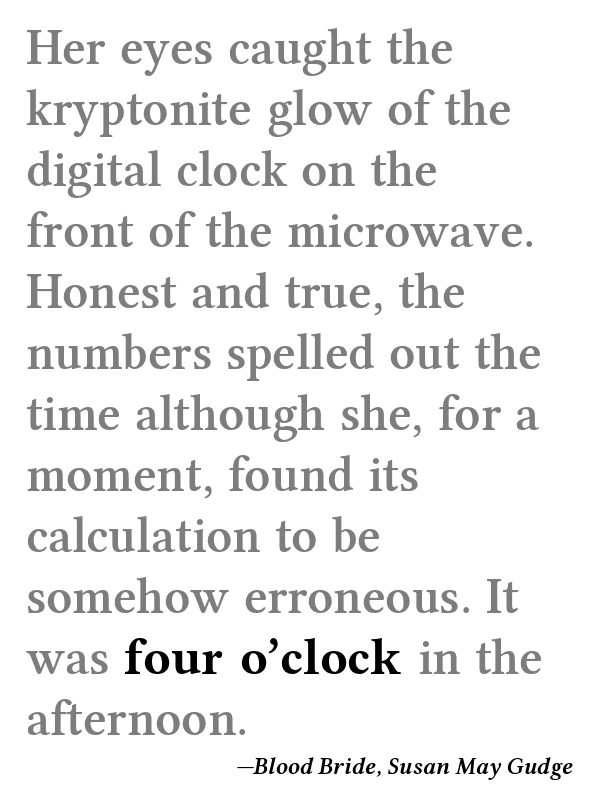 Her eyes caught the
kryptonite glow of the
digital clock on the
front of the microwave.
Honest and true, the
numbers spelled out the
time although she, for a
moment, found its
calculation to be
somehow erroneous. It
was four o’clock in the
afternoon.
—Blood Bride, Susan May Gudge